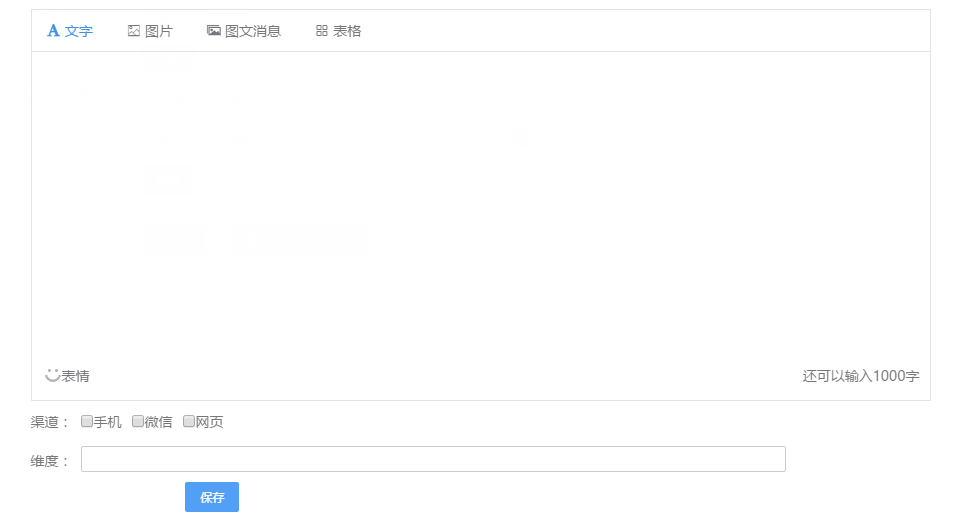 文字 图片 图文消息 表格
表情 还可以输入1000字
渠道： 手机 微信 网页
维度：
保存